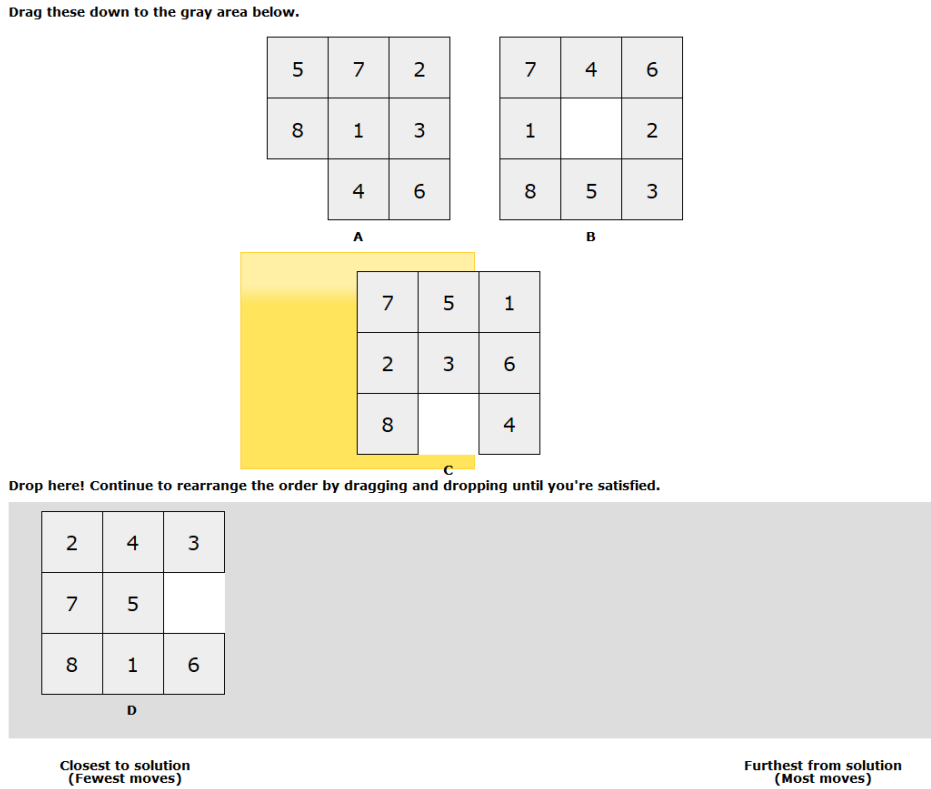 Drag these down to the gray area below.
5 7 2 7 4 6
8 1 3 1 2
4 6 8 5 3
A B
7 5 1
2 3 6
8 4
C
Drop here! Continue to rearrange the order by dragging and dropping until you're satisfied.
2 4 3
7 5
8 1 6
D
Closest to solution Furthest from solution
(Fewest moves) (Most moves)